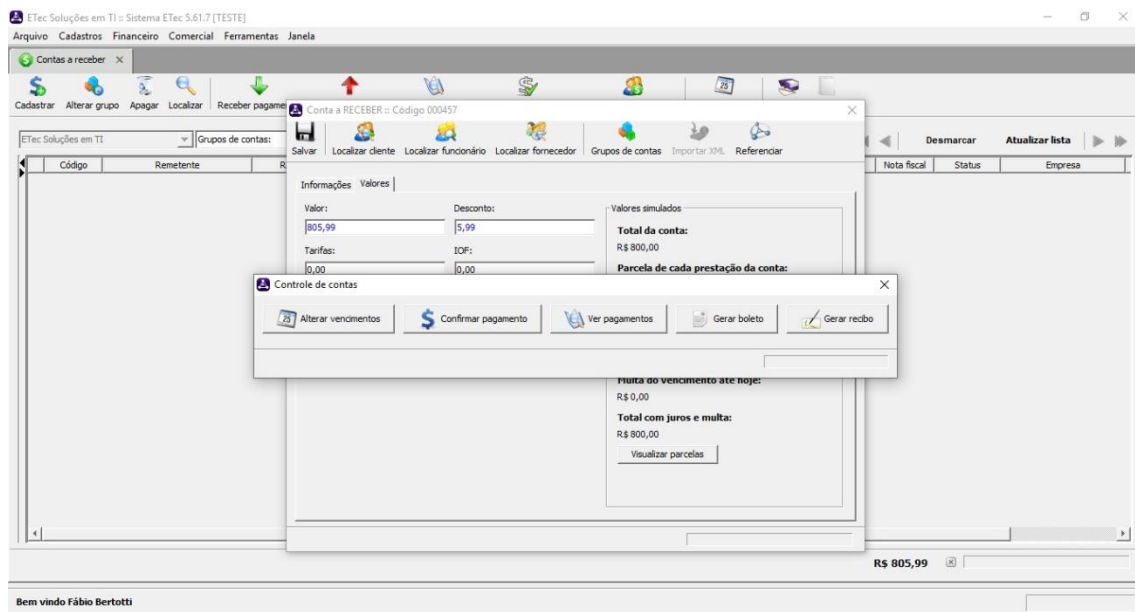 ETec Soluções em TI :: Sistema ETec 5.61.7 [TESTE]
Arquivo Cadastros Financeiro Comercial Ferramentas Janela
Contas a receber
Cadastrar Alterar grupo Apagar Localizar Receber pagame
25
Conta a RECEBER :: Código 000457
Salvar Localizar cliente Localizar funcionário Localizar fornecedor Grupos de contas Importar XML Referenciar
ETec Soluções em TI Grupos de contas: Desmarcar Atualizar lista
Código Remetente R Nota fiscal Status Empresa
Informações Valores
Valor: Desconto: Valores simulados
805,99 5,99 Total da conta:
R$ 800,00
Tarifas: IOF:
0,00 0,00 Parcela de cada prestação da conta:
Controle de contas
25 Alterar vencimentos Confirmar pagamento Ver pagamentos Gerar boleto Gerar recibo
Multa do vencimento até hoje:
R$ 0,00
Total com juros e multa:
R$ 800,00
Visualizar parcelas
R$ 805,99
Bem vindo Fábio Bertotti